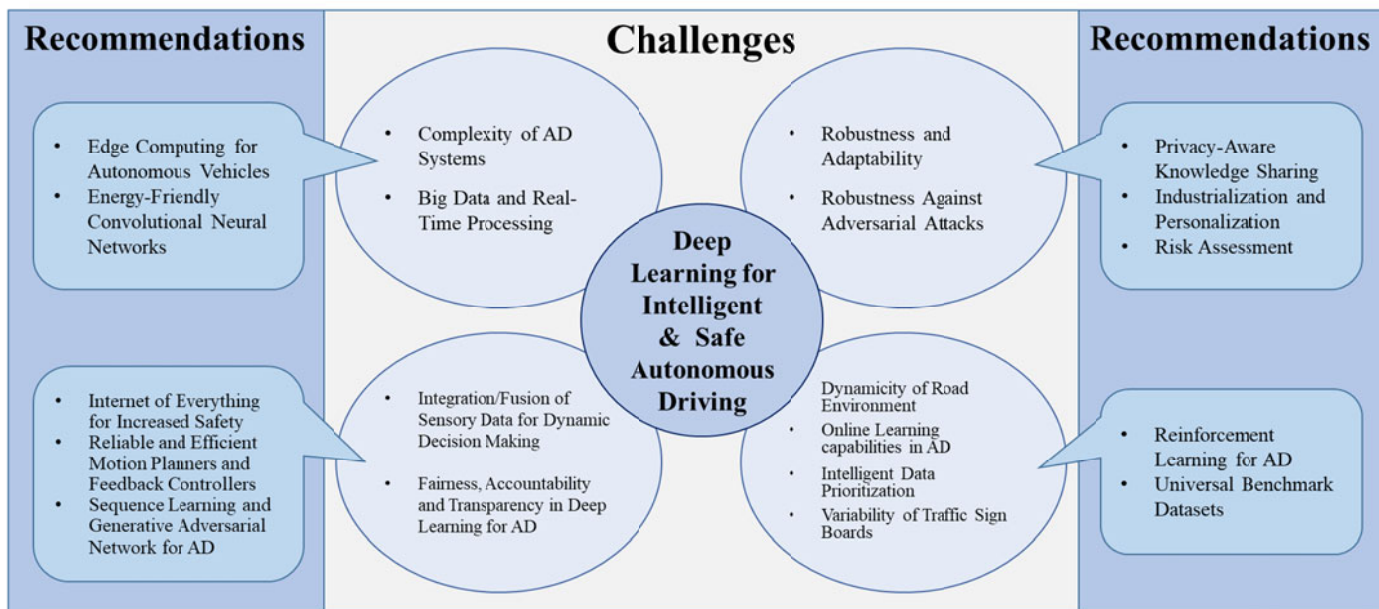 Recommendations
• Edge Computing for
Autonomous Vehicles
• Energy-Friendly
Convolutional Neural
Networks
• Internet of Everything
for Increased Safety
• Reliable and Efficient
Motion Planners and
Feedback Controllers
• Sequence Learning and
Generative Adversarial
Network for AD
Challenges
• Complexity of AD
Systems
• Big Data and Real-
Time Processing
• Robustness and
Adaptability
• Robustness Against
Adversarial Attacks
Deep
Learning for
Intelligent
& Safe
Autonomous
Driving
• Integration/Fusion of
Sensory Data for Dynamic
Decision Making
• Fairness, Accountability
and Transparency in Deep
Learning for AD
Dynamicity of Road
Environment
• Online Learning
capabilities in AD
• Intelligent Data
Prioritization
• Variability of Traffic Sign
Boards
Recommendations
• Privacy-Aware
Knowledge Sharing
• Industrialization and
Personalization
• Risk Assessment
• Reinforcement
Learning for AD
• Universal Benchmark
Datasets